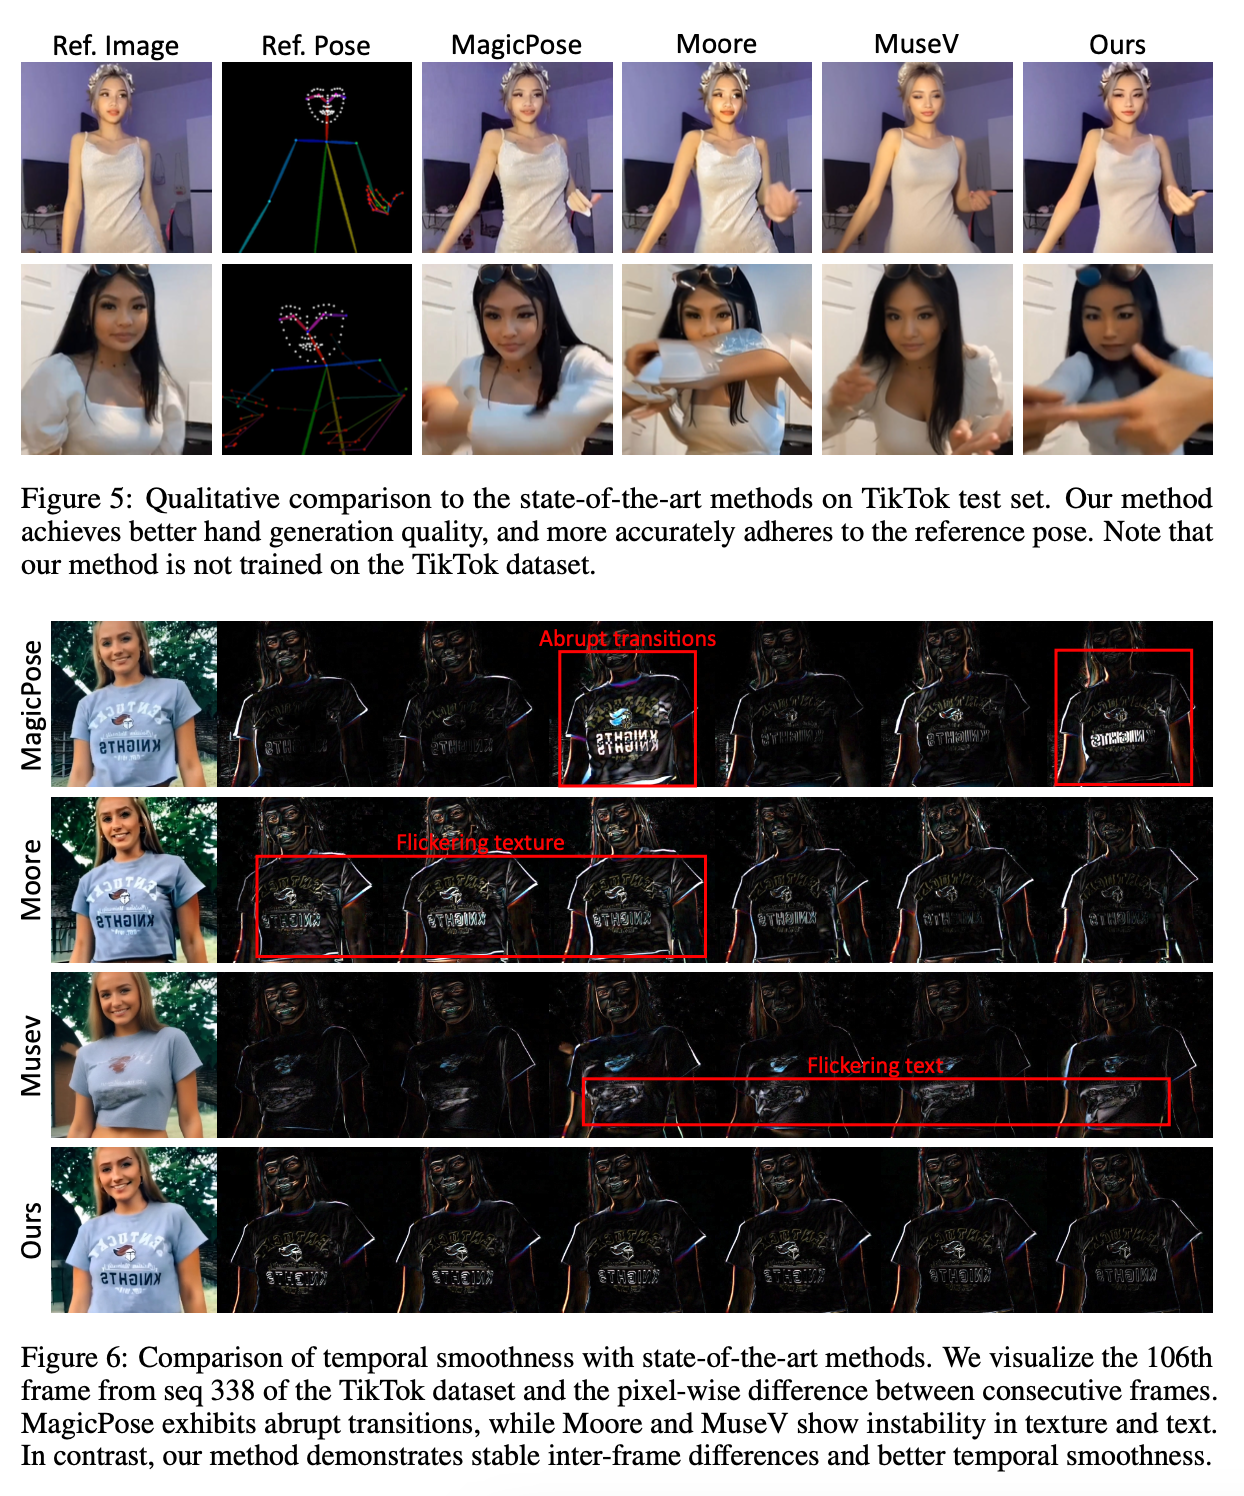 Ref. Image Ref. Pose MagicPose Moore MuseV Ours
Figure 5: Qualitative comparison to the state-of-the-art methods on TikTok test set. Our method
achieves better hand generation quality, and more accurately adheres to the reference pose. Note that
our method is not trained on the TikTok dataset.
MagicPose
Abrupt transitions
KNIGHTS
Moore
Flickering texture
KNIGHTS
Musev
Flickering text
Ours
KNIGHTS
Figure 6: Comparison of temporal smoothness with state-of-the-art methods. We visualize the 106th
frame from seq 338 of the TikTok dataset and the pixel-wise difference between consecutive frames.
MagicPose exhibits abrupt transitions, while Moore and MuseV show instability in texture and text.
In contrast, our method demonstrates stable inter-frame differences and better temporal smoothness.